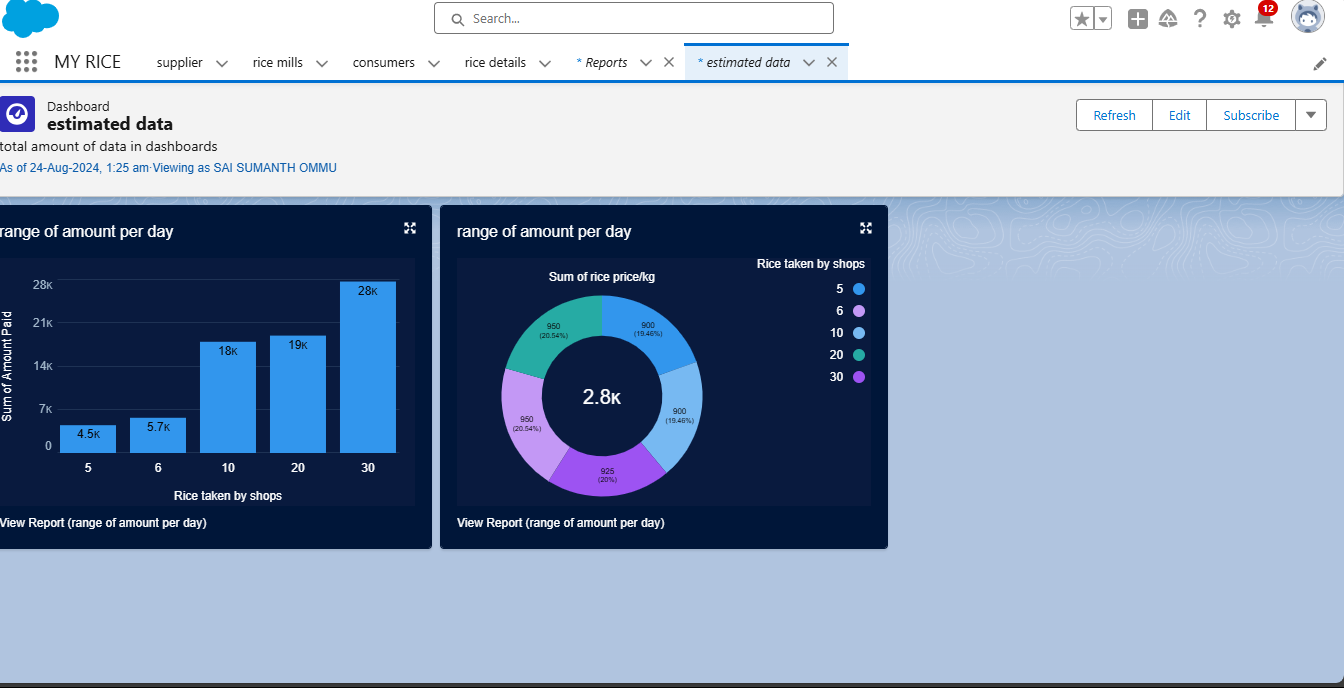 Search...
12
MY RICE
supplier
rice mills
consumers
rice details
* Reports
* estimated data
Dashboard
estimated data
total amount of data in dashboards
As of 24-Aug-2024, 1:25 am·Viewing as SAI SUMANTH OMMU
Refresh
Edit
Subscribe
range of amount per day
Sum of Amount Paid
28K
21K
14K
7K
0
4.5K
5.7K
18K
19K
28K
5
6
10
20
30
Rice taken by shops
View Report (range of amount per day)
range of amount per day
Sum of rice price/kg
Rice taken by shops
5
6
10
20
30
950
(20.54%)
900
(19.46%)
2.8K
950
(20.54%)
900
(19.46%)
925
(20%)
View Report (range of amount per day)